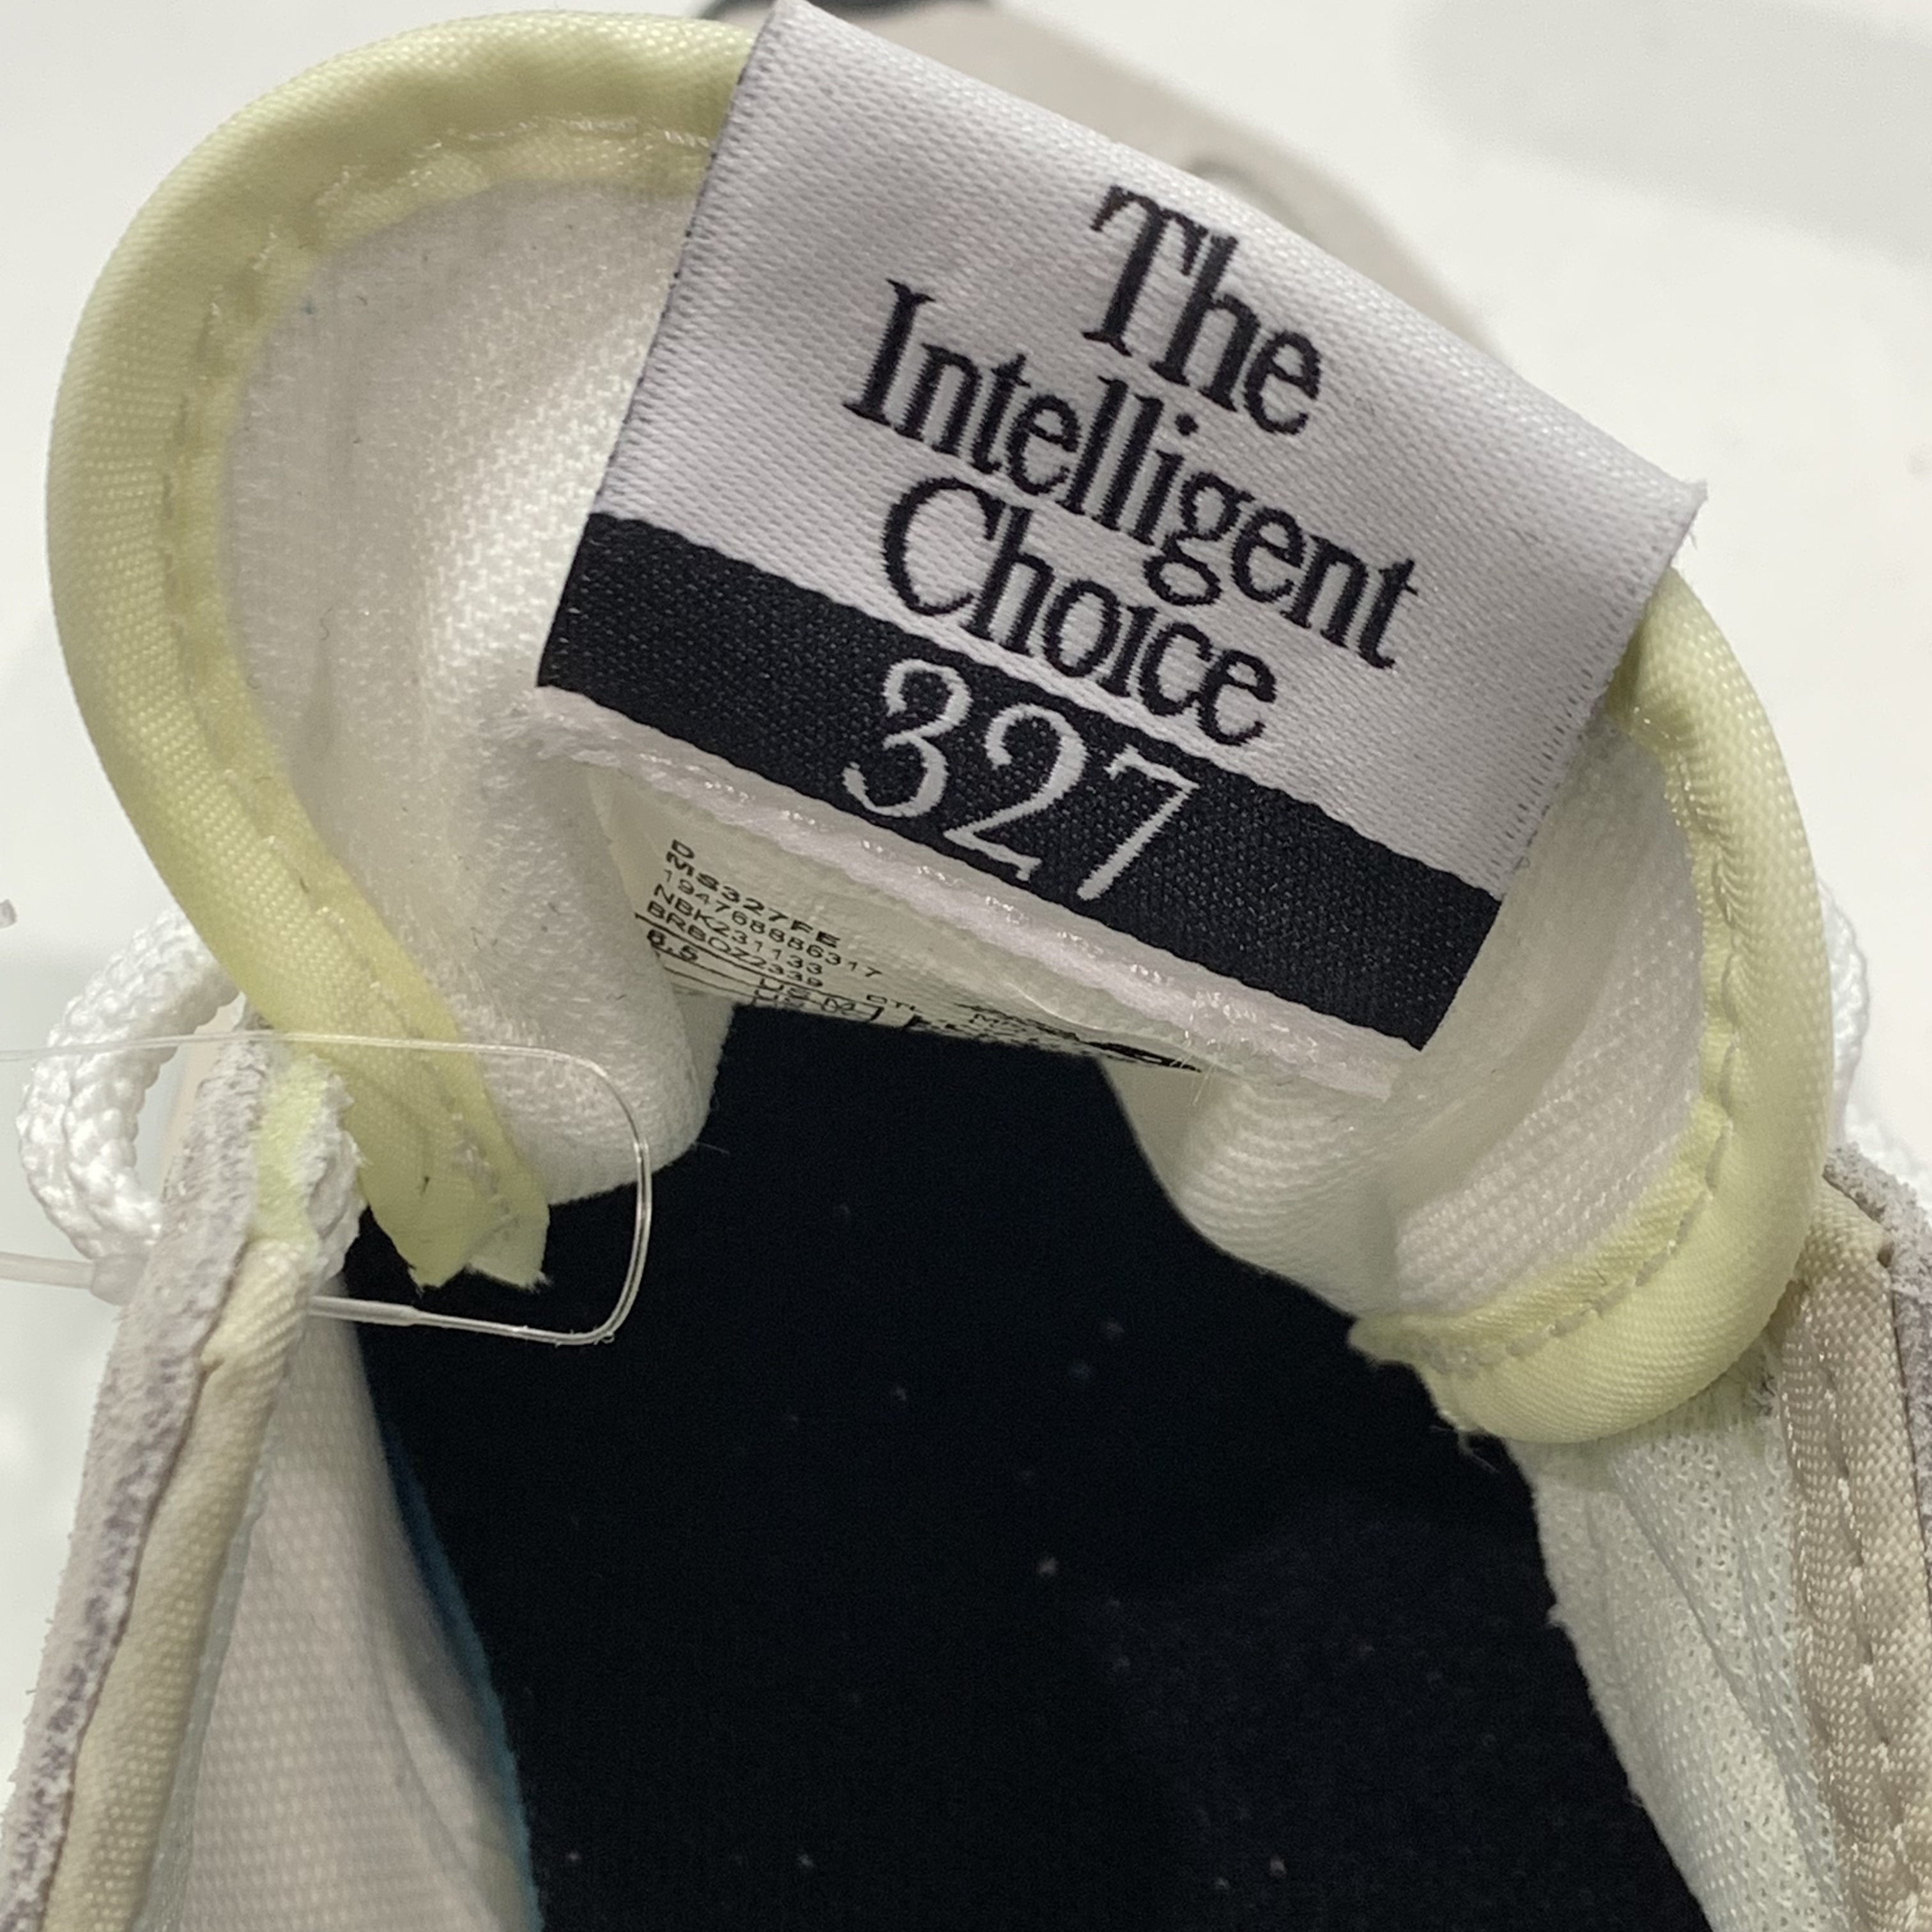 The
Intelligent
Choice
327
D
MS327FE
194768886317
NBK231133
BRBOZ2339